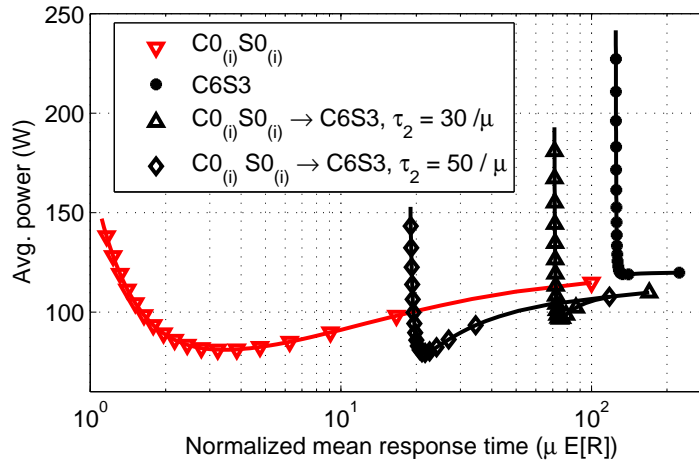 250
200
150
100
Avg. power (W)
C0(i)S0(i)
C6S3
C0(i)S0(i) → C6S3, τ2 = 30 /μ
C0(i) S0(i) → C6S3, τ2 = 50 / μ
10^0
10^1
10^2
Normalized mean response time (μ E[R])